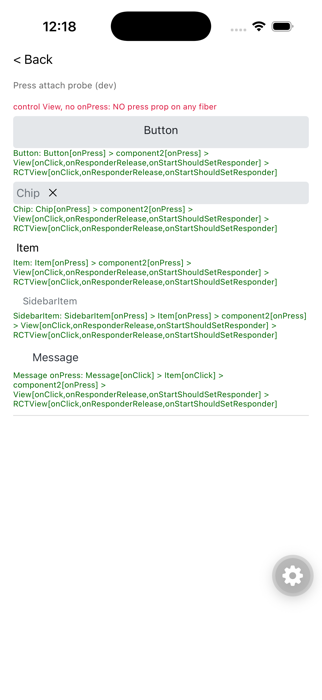 12:18
< Back
Press attach probe (dev)
control View, no onPress: NO press prop on any fiber
Button
Button: Button[onPress] > component2[onPress] >
View[onClick,onResponderRelease,onStartShouldSetResponder] >
RCTView[onClick,onResponderRelease,onStartShouldSetResponder]
Chip ×
Chip: Chip[onPress] > component2[onPress] >
View[onClick,onResponderRelease,onStartShouldSetResponder] >
RCTView[onClick,onResponderRelease,onStartShouldSetResponder]
Item
Item: Item[onPress] > component2[onPress] >
View[onClick,onResponderRelease,onStartShouldSetResponder] >
RCTView[onClick,onResponderRelease,onStartShouldSetResponder]
SidebarItem
SidebarItem: SidebarItem[onPress] > Item[onPress] > component2[onPress]
> View[onClick,onResponderRelease,onStartShouldSetResponder] >
RCTView[onClick,onResponderRelease,onStartShouldSetResponder]
Message
Message onPress: Message[onClick] > Item[onClick] >
component2[onPress] >
View[onClick,onResponderRelease,onStartShouldSetResponder] >
RCTView[onClick,onResponderRelease,onStartShouldSetResponder]